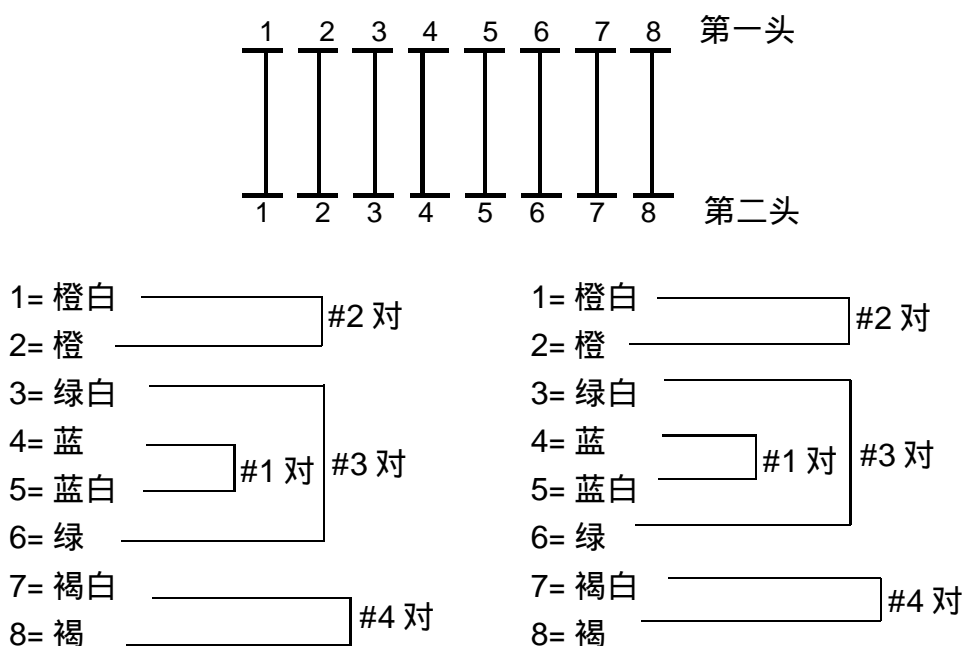 1 2 3 4 5 6 7 8 第一头
1 2 3 4 5 6 7 8 第二头
1= 橙白
2= 橙
#2 对
3= 绿白
4= 蓝
5= 蓝白
6= 绿
#1 对
#3 对
7= 褐白
8= 褐
#4 对
1= 橙白
2= 橙
#2 对
3= 绿白
4= 蓝
5= 蓝白
6= 绿
#1 对
#3 对
7= 褐白
8= 褐
#4 对